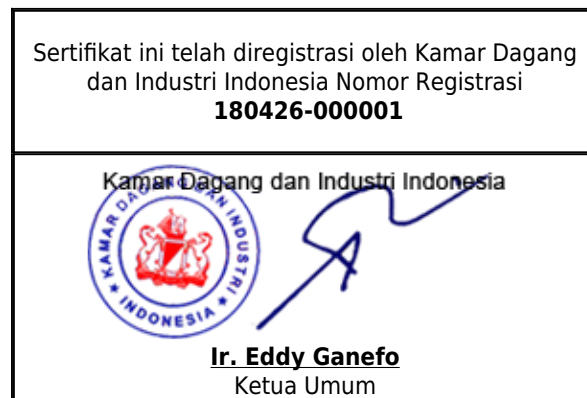 Sertifikat ini telah diregistrasi oleh Kamar Dagang
dan Industri Indonesia Nomor Registrasi
180426-000001
Kamar Dagang dan Industri Indonesia
KAMAR DAGANG DAN INDUSTRI
INDONESIA
Ir. Eddy Ganefo
Ketua Umum